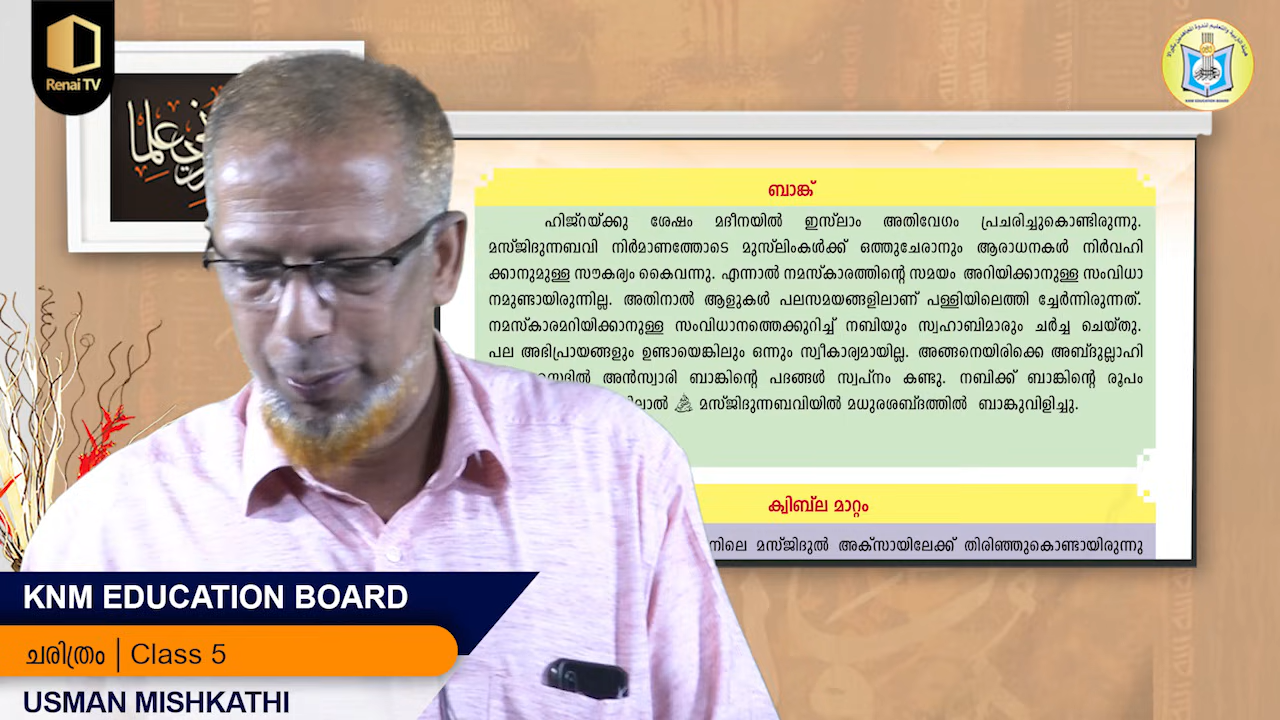 Renai TV
KNM EDUCATION BOARD
ബാങ്ക്
ഹിജ്റയ്ക്കു ശേഷം മദീനയിൽ ഇസ്‌ലാം അതിവേഗം പ്രചരിച്ചുകൊണ്ടിരുന്നു.
മസ്ജിദുന്നബവി നിർമാണത്തോടെ മുസ്‌ലിംകൾക്ക് ഒത്തുചേരാനും ആരാധനകൾ നിർവഹി
ക്കാനുമുള്ള സൗകര്യം കൈവന്നു. എന്നാൽ നമസ്കാരത്തിന്റെ സമയം അറിയിക്കാനുള്ള സംവിധാ
നമുണ്ടായിരുന്നില്ല. അതിനാൽ ആളുകൾ പലസമയങ്ങളിലാണ് പള്ളിയിലെത്തി ച്ചേർന്നിരുന്നത്.
നമസ്കാരമറിയിക്കാനുള്ള സംവിധാനത്തെക്കുറിച്ച് നബിയും സ്വഹാബിമാരും ചർച്ച ചെയ്തു.
പല അഭിപ്രായങ്ങളും ഉണ്ടായെങ്കിലും ഒന്നും സ്വീകാര്യമായില്ല. അങ്ങനെയിരിക്കെ അബ്ദുല്ലാഹി
അൻസ്വാരി ബാങ്കിന്റെ പദങ്ങൾ സ്വപ്നം കണ്ടു. നബിക്ക് ബാങ്കിന്റെ രൂപം
മസ്ജിദുന്നബവിയിൽ മധുരശബ്ദത്തിൽ ബാങ്കുവിളിച്ചു.
ക്വിബ്‌ല മാറ്റം
മസ്ജിദുൽ അക്സായിലേക്ക് തിരിഞ്ഞുകൊണ്ടായിരുന്നു
KNM EDUCATION BOARD
ചരിത്രം | Class 5
USMAN MISHKATHI